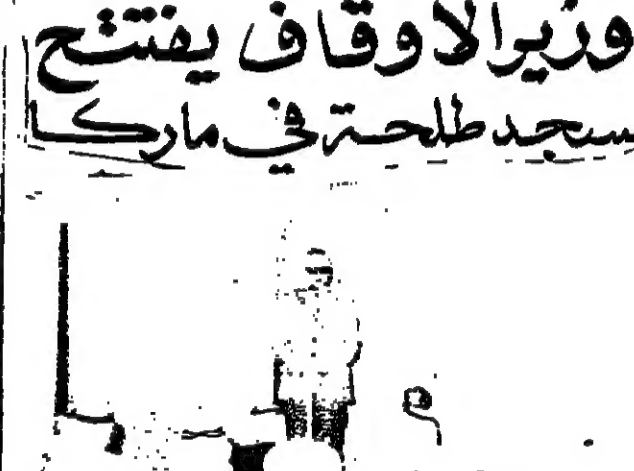 وزير الاوقاف يفتتح
مسجد طلحة في ماركا